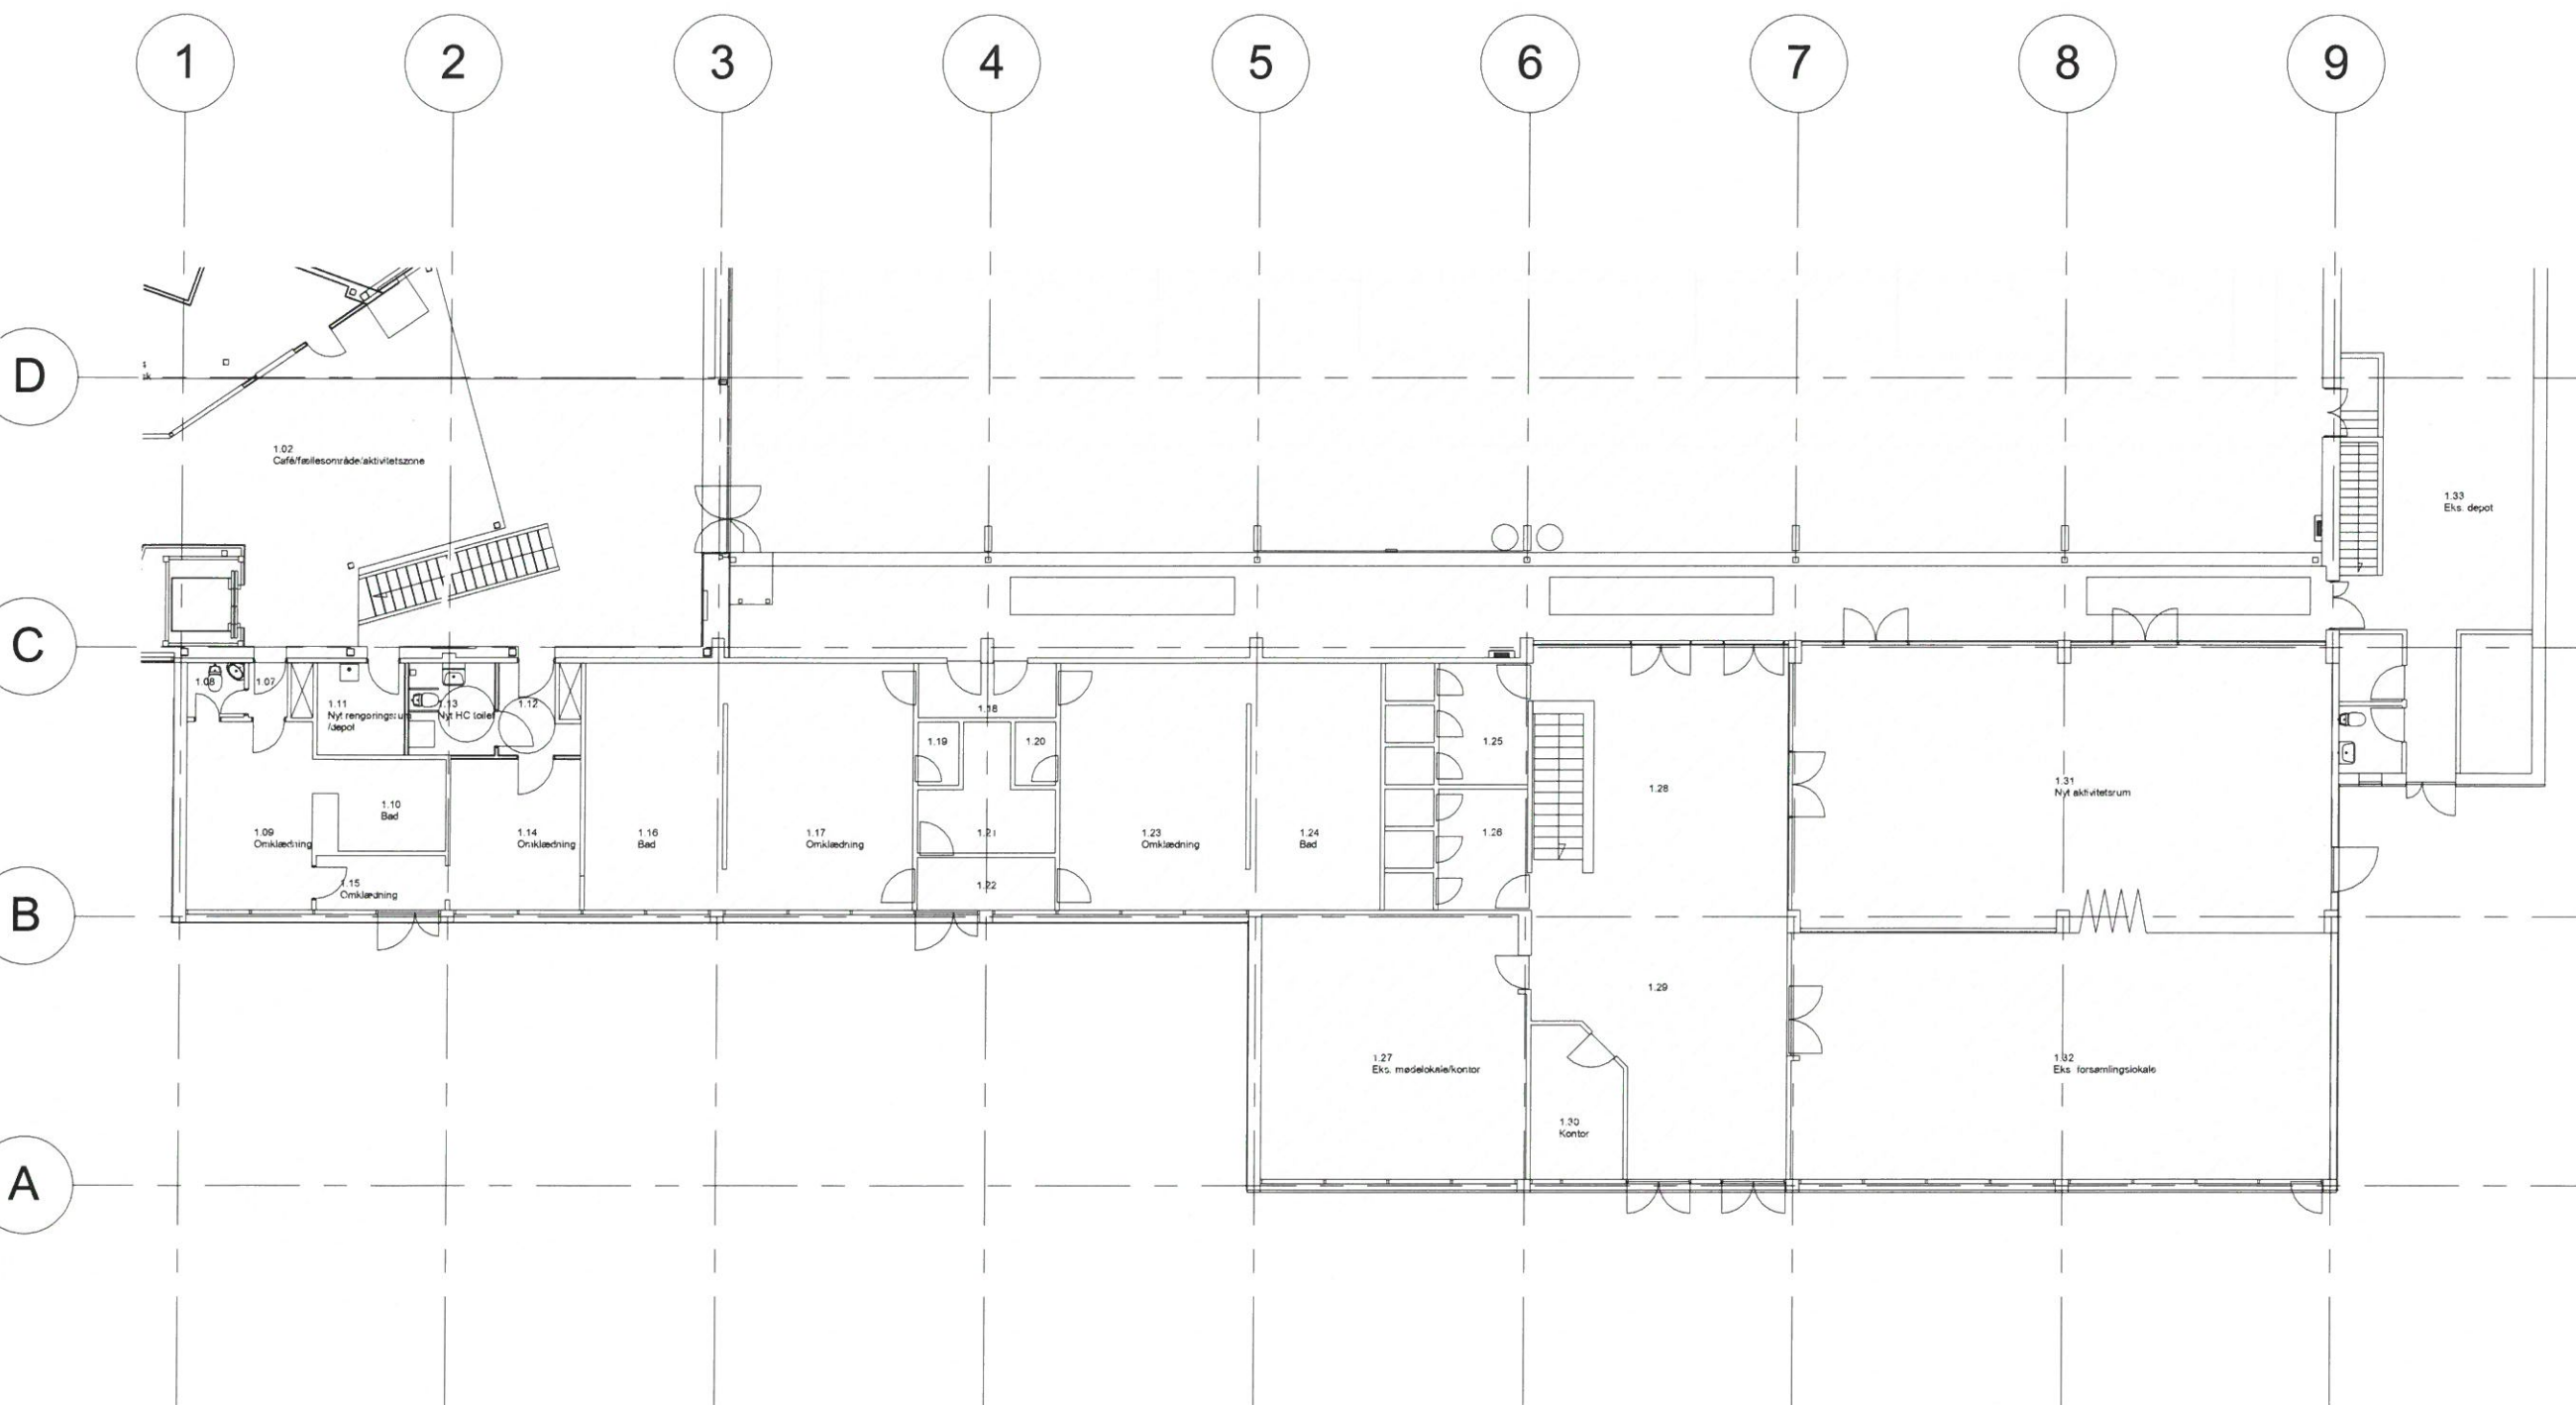 1 2 3 4 5 6 7 8 9
D
1.02
Café/fællesområde/aktivitetszone
1.33
Eks. depot
C
1.08
1.07
1.11
Nyt rengøringsrum
/depot
1.13
Nyt HC toilet
1.12
1.18
1.19
1.20
1.25
1.28
1.31
Nyt aktivitetsrum
1.10
Bad
1.09
Omklædning
1.14
Omklædning
1.16
Bad
1.17
Omklædning
1.21
1.23
Omklædning
1.24
Bad
1.26
1.15
Omklædning
1.22
B
1.29
1.27
Eks. mødelokale/kontor
1.32
Eks. forsamlingslokale
1.30
Kontor
A